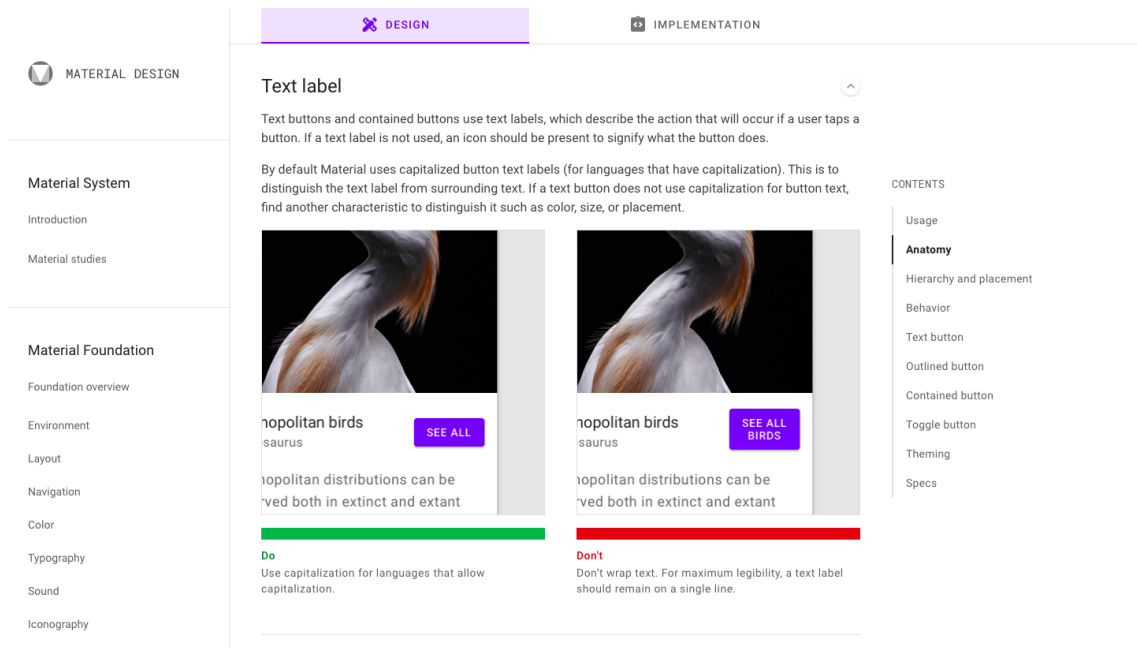 DESIGN
IMPLEMENTATION
MATERIAL DESIGN
Material System
Introduction
Material studies
Material Foundation
Foundation overview
Environment
Layout
Navigation
Color
Typography
Sound
Iconography
Text label
Text buttons and contained buttons use text labels, which describe the action that will occur if a user taps a
button. If a text label is not used, an icon should be present to signify what the button does.
By default Material uses capitalized button text labels (for languages that have capitalization). This is to
distinguish the text label from surrounding text. If a text button does not use capitalization for button text,
find another characteristic to distinguish it such as color, size, or placement.
nopolitan birds
osaurus
SEE ALL
nopolitan distributions can be
rved both in extinct and extant
Do
Use capitalization for languages that allow
capitalization.
nopolitan birds
osaurus
SEE ALL
BIRDS
nopolitan distributions can be
rved both in extinct and extant
Don't
Don't wrap text. For maximum legibility, a text label
should remain on a single line.
CONTENTS
Usage
Anatomy
Hierarchy and placement
Behavior
Text button
Outlined button
Contained button
Toggle button
Theming
Specs